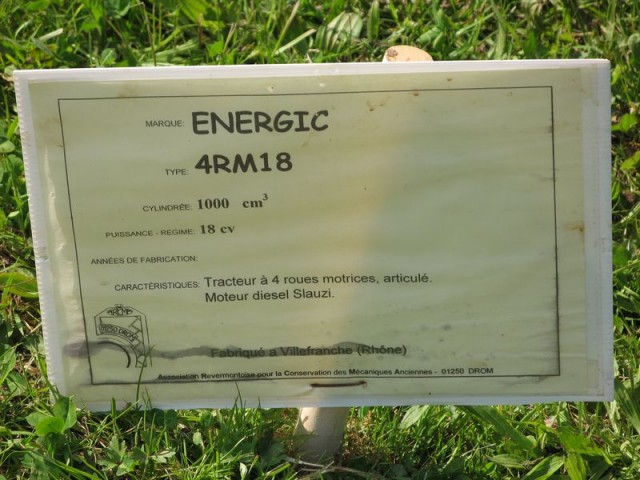 MARQUE: ENERGIC
TYPE: 4RM18
CYLINDRÉE: 1000 cm³
PUISSANCE - REGIME: 18 cv
ANNÉES DE FABRICATION:
CARACTÉRISTIQUES: Tracteur à 4 roues motrices, articulé.
Moteur diesel Slauzi.
Fabriqué à Villefranche (Rhône)
Association Revermontoise pour la Conservation des Mécaniques Anciennes - 01250 DROM